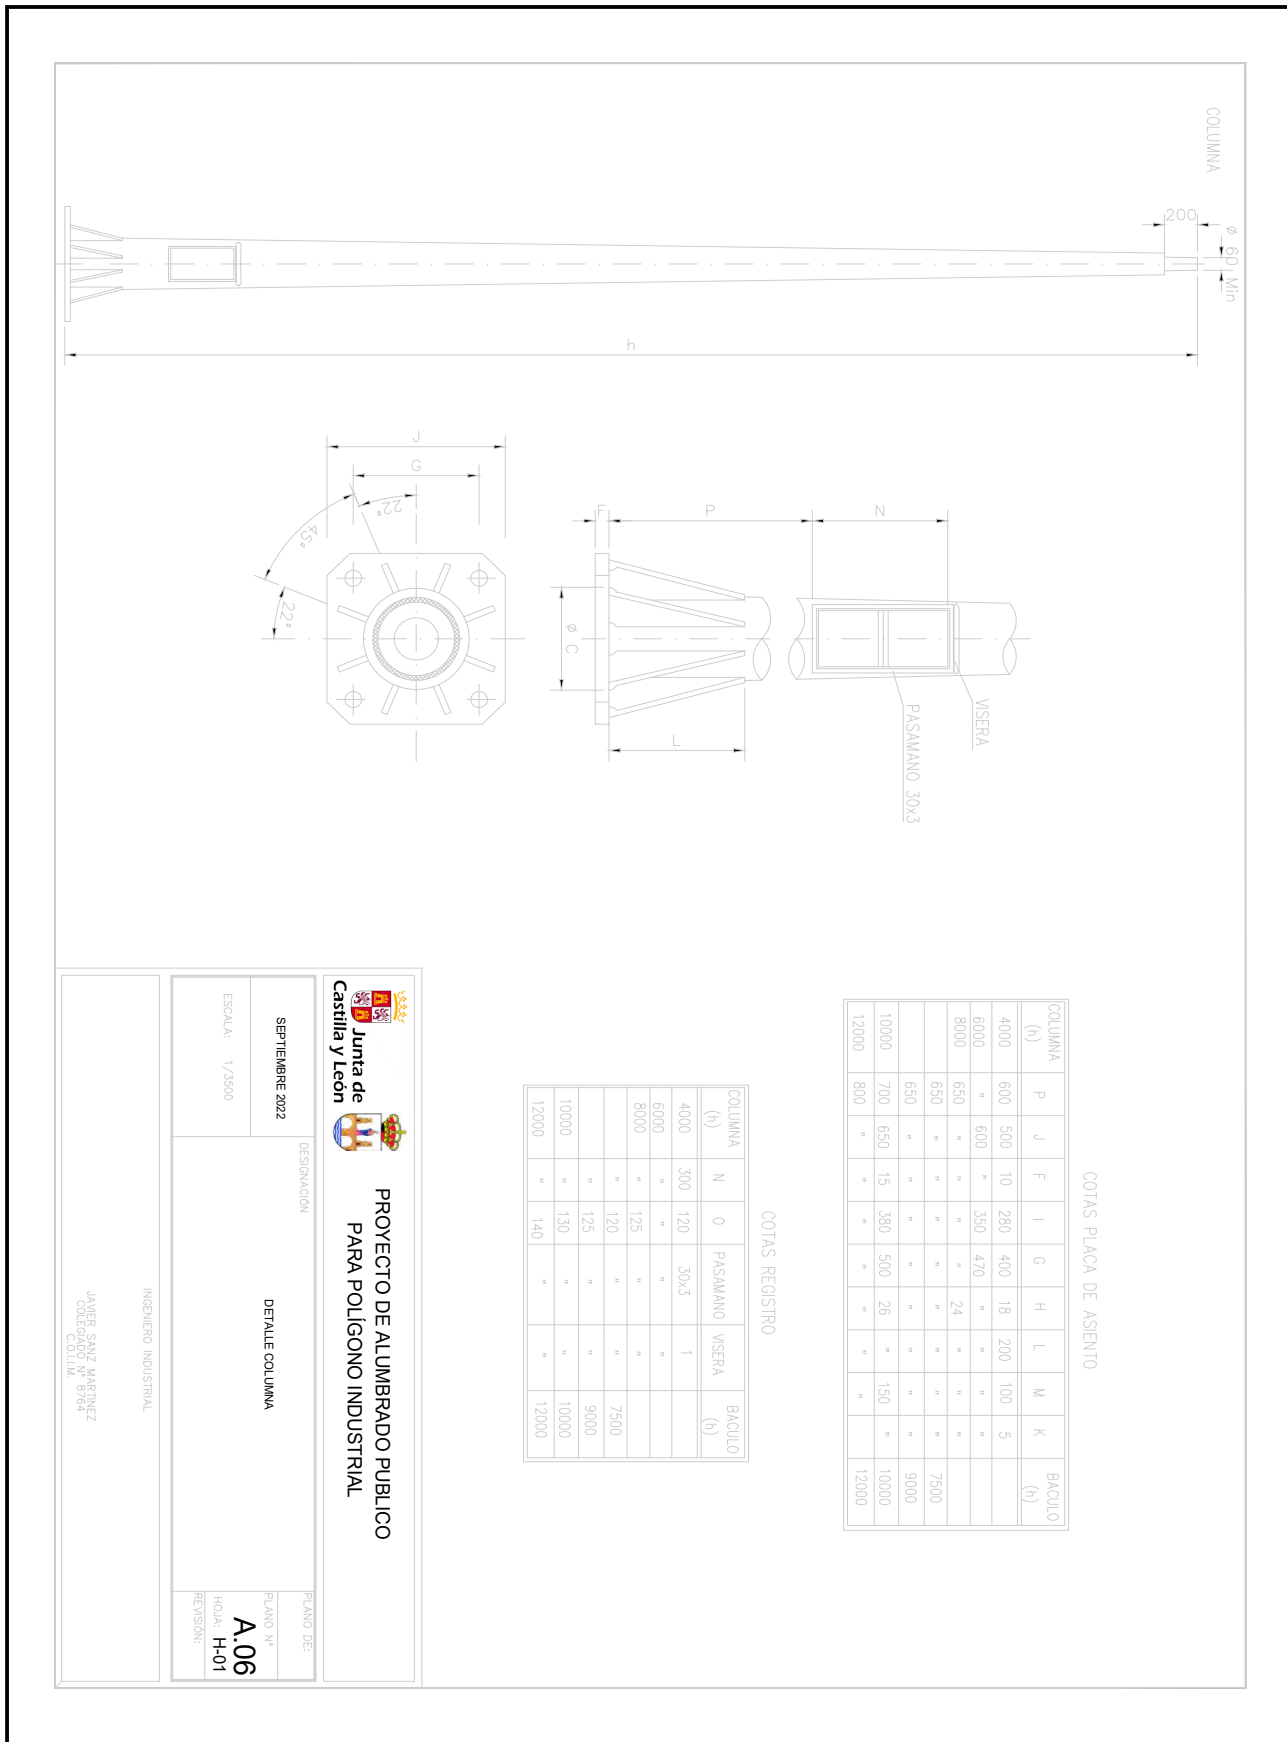 COLUMNA
200
ø 60 Min
h
J
G
22º
45º
22º
F
P
N
ø C
L
VISERA
PASAMANO 30x3
COTAS PLACA DE ASIENTO
COLUMNA (h) P J F I G H L M K BACULO (h)
4000 600 500 10 280 400 18 200 100 5
6000 " 600 " 350 470 " " " "
8000 650 " " " " 24 " " "
650 " " " " " " " " 7500
650 " " " " " " " " 9000
10000 700 650 15 380 500 26 " 150 " 10000
12000 800 " " " " " " " 12000
COTAS REGISTRO
COLUMNA (h) N O PASAMANO VISERA BACULO (h)
4000 300 120 30x3 1
6000 " " " "
8000 " 125 " "
" 120 " " 7500
" 125 " " 9000
10000 " 130 " " 10000
12000 " 140 " " 12000
Junta de
Castilla y León
PROYECTO DE ALUMBRADO PUBLICO
PARA POLÍGONO INDUSTRIAL
SEPTIEMBRE 2022
ESCALA: 1/3500
DESIGNACIÓN
DETALLE COLUMNA
PLANO DE:
PLANO Nº
A.06
HOJA: H-01
REVISIÓN:
INGENIERO INDUSTRIAL
JAVIER SANZ MARTINEZ
COLEGIADO Nº 8764
C.O.I.I.M.